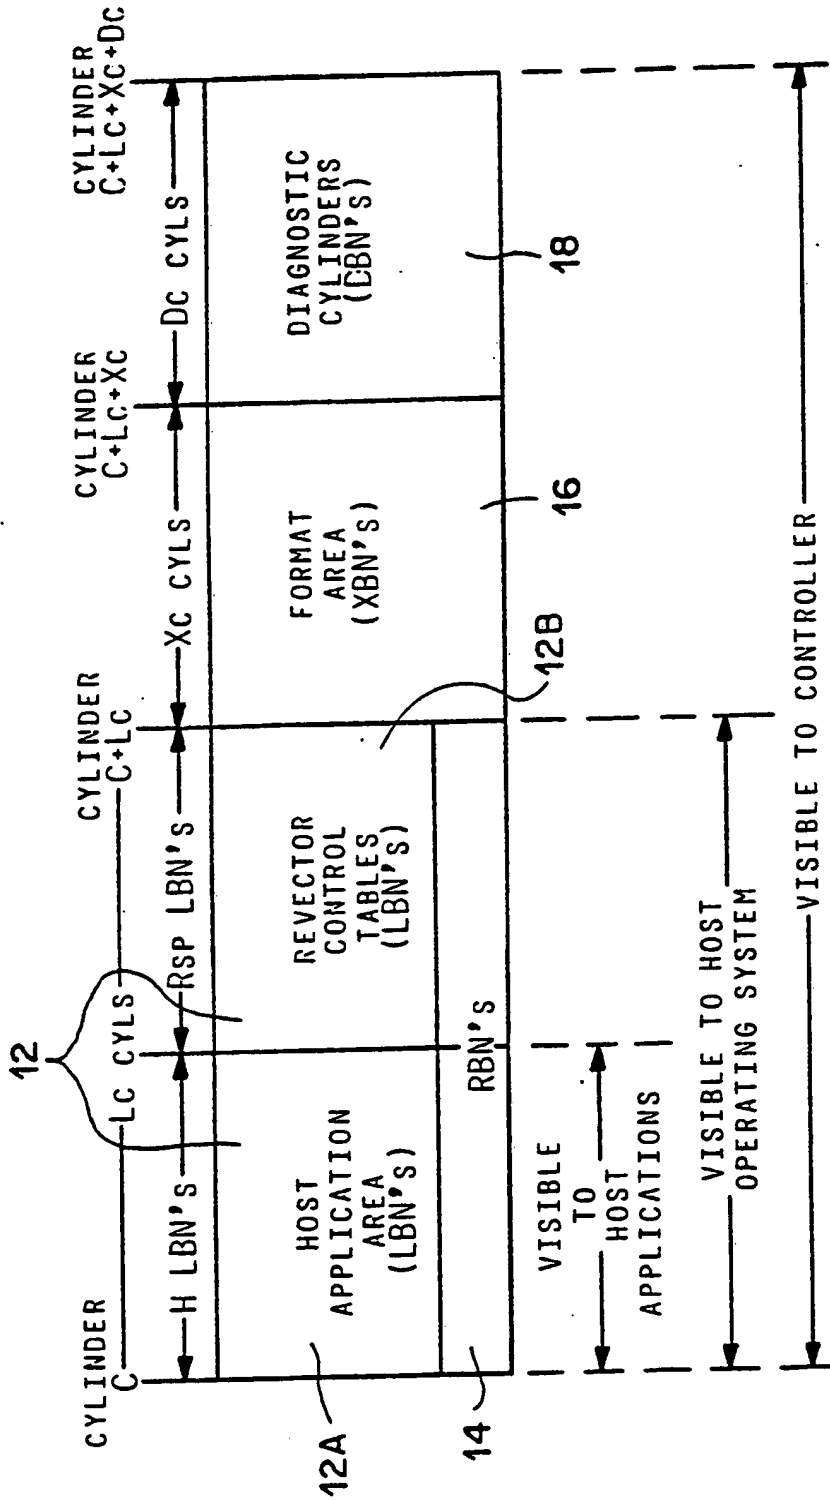 12
CYLINDER
C
LC CYLS
CYLINDER
C+LC
CYLINDER
C+LC+XC
CYLINDER
C+LC+XC+DC
H LBN'S
RSP LBN'S
XC CYLS
DC CYLS
HOST
APPLICATION
AREA
(LBN'S)
REVECTOR
CONTROL
TABLES
(LBN'S)
FORMAT
AREA
(XBN'S)
DIAGNOSTIC
CYLINDERS
(DBN'S)
RBN'S
12A
14
12B
16
18
VISIBLE
TO
HOST
APPLICATIONS
VISIBLE TO HOST
OPERATING SYSTEM
VISIBLE TO CONTROLLER